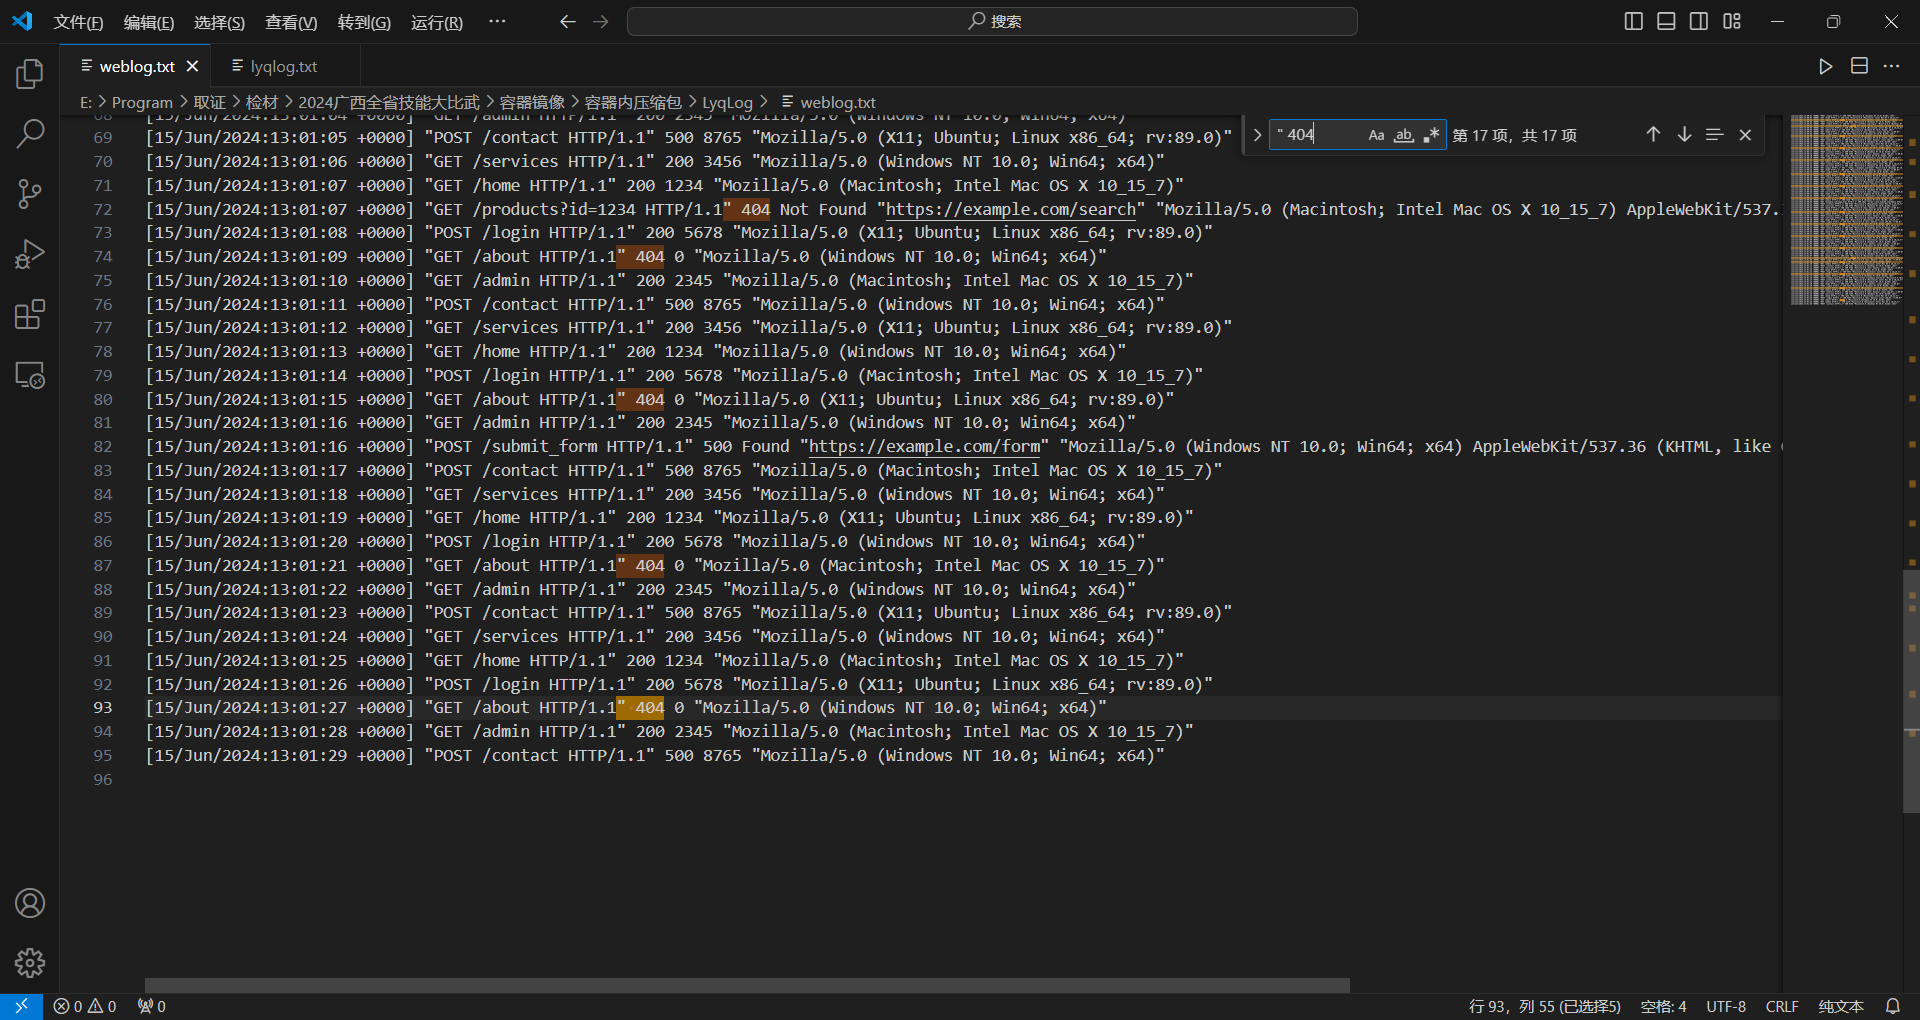 文件(F) 编辑(E) 选择(S) 查看(V) 转到(G) 运行(R) ··· 搜索
weblog.txt lyqlog.txt
E: > Program > 取证 > 检材 > 2024广西全省技能大比武 > 容器镜像 > 容器内压缩包 > LyqLog > weblog.txt
" 404 Aa ab 第 17 项，共 17 项
68 [15/Jun/2024:13:01:04 +0000] "GET /admin HTTP/1.1" 200 2345 "Mozilla/5.0 (Windows NT 10.0; Win64; x64)"
69 [15/Jun/2024:13:01:05 +0000] "POST /contact HTTP/1.1" 500 8765 "Mozilla/5.0 (X11; Ubuntu; Linux x86_64; rv:89.0)"
70 [15/Jun/2024:13:01:06 +0000] "GET /services HTTP/1.1" 200 3456 "Mozilla/5.0 (Windows NT 10.0; Win64; x64)"
71 [15/Jun/2024:13:01:07 +0000] "GET /home HTTP/1.1" 200 1234 "Mozilla/5.0 (Macintosh; Intel Mac OS X 10_15_7)"
72 [15/Jun/2024:13:01:07 +0000] "GET /products?id=1234 HTTP/1.1" 404 Not Found "https://example.com/search" "Mozilla/5.0 (Macintosh; Intel Mac OS X 10_15_7) AppleWebKit/537.
73 [15/Jun/2024:13:01:08 +0000] "POST /login HTTP/1.1" 200 5678 "Mozilla/5.0 (X11; Ubuntu; Linux x86_64; rv:89.0)"
74 [15/Jun/2024:13:01:09 +0000] "GET /about HTTP/1.1" 404 0 "Mozilla/5.0 (Windows NT 10.0; Win64; x64)"
75 [15/Jun/2024:13:01:10 +0000] "GET /admin HTTP/1.1" 200 2345 "Mozilla/5.0 (Macintosh; Intel Mac OS X 10_15_7)"
76 [15/Jun/2024:13:01:11 +0000] "POST /contact HTTP/1.1" 500 8765 "Mozilla/5.0 (Windows NT 10.0; Win64; x64)"
77 [15/Jun/2024:13:01:12 +0000] "GET /services HTTP/1.1" 200 3456 "Mozilla/5.0 (X11; Ubuntu; Linux x86_64; rv:89.0)"
78 [15/Jun/2024:13:01:13 +0000] "GET /home HTTP/1.1" 200 1234 "Mozilla/5.0 (Windows NT 10.0; Win64; x64)"
79 [15/Jun/2024:13:01:14 +0000] "POST /login HTTP/1.1" 200 5678 "Mozilla/5.0 (Macintosh; Intel Mac OS X 10_15_7)"
80 [15/Jun/2024:13:01:15 +0000] "GET /about HTTP/1.1" 404 0 "Mozilla/5.0 (X11; Ubuntu; Linux x86_64; rv:89.0)"
81 [15/Jun/2024:13:01:16 +0000] "GET /admin HTTP/1.1" 200 2345 "Mozilla/5.0 (Windows NT 10.0; Win64; x64)"
82 [15/Jun/2024:13:01:16 +0000] "POST /submit_form HTTP/1.1" 500 Found "https://example.com/form" "Mozilla/5.0 (Windows NT 10.0; Win64; x64) AppleWebKit/537.36 (KHTML, like
83 [15/Jun/2024:13:01:17 +0000] "POST /contact HTTP/1.1" 500 8765 "Mozilla/5.0 (Macintosh; Intel Mac OS X 10_15_7)"
84 [15/Jun/2024:13:01:18 +0000] "GET /services HTTP/1.1" 200 3456 "Mozilla/5.0 (Windows NT 10.0; Win64; x64)"
85 [15/Jun/2024:13:01:19 +0000] "GET /home HTTP/1.1" 200 1234 "Mozilla/5.0 (X11; Ubuntu; Linux x86_64; rv:89.0)"
86 [15/Jun/2024:13:01:20 +0000] "POST /login HTTP/1.1" 200 5678 "Mozilla/5.0 (Windows NT 10.0; Win64; x64)"
87 [15/Jun/2024:13:01:21 +0000] "GET /about HTTP/1.1" 404 0 "Mozilla/5.0 (Macintosh; Intel Mac OS X 10_15_7)"
88 [15/Jun/2024:13:01:22 +0000] "GET /admin HTTP/1.1" 200 2345 "Mozilla/5.0 (Windows NT 10.0; Win64; x64)"
89 [15/Jun/2024:13:01:23 +0000] "POST /contact HTTP/1.1" 500 8765 "Mozilla/5.0 (X11; Ubuntu; Linux x86_64; rv:89.0)"
90 [15/Jun/2024:13:01:24 +0000] "GET /services HTTP/1.1" 200 3456 "Mozilla/5.0 (Windows NT 10.0; Win64; x64)"
91 [15/Jun/2024:13:01:25 +0000] "GET /home HTTP/1.1" 200 1234 "Mozilla/5.0 (Macintosh; Intel Mac OS X 10_15_7)"
92 [15/Jun/2024:13:01:26 +0000] "POST /login HTTP/1.1" 200 5678 "Mozilla/5.0 (X11; Ubuntu; Linux x86_64; rv:89.0)"
93 [15/Jun/2024:13:01:27 +0000] "GET /about HTTP/1.1" 404 0 "Mozilla/5.0 (Windows NT 10.0; Win64; x64)"
94 [15/Jun/2024:13:01:28 +0000] "GET /admin HTTP/1.1" 200 2345 "Mozilla/5.0 (Macintosh; Intel Mac OS X 10_15_7)"
95 [15/Jun/2024:13:01:29 +0000] "POST /contact HTTP/1.1" 500 8765 "Mozilla/5.0 (Windows NT 10.0; Win64; x64)"
96
0 0 0 行 93，列 55 (已选择5) 空格: 4 UTF-8 CRLF 纯文本